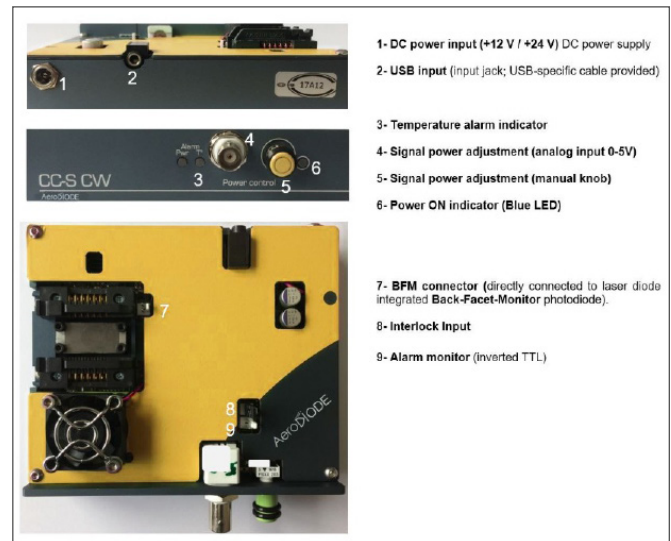 1- DC power input (+12 V / +24 V) DC power supply
2- USB input (input jack; USB-specific cable provided)
1
2
17A12
3- Temperature alarm indicator
4- Signal power adjustment (analog input 0-5V)
5- Signal power adjustment (manual knob)
6- Power ON indicator (Blue LED)
Alarm
Pwr T°
3
4
5
6
Power control
CC-S CW
AeroDIODE
7- BFM connector (directly connected to laser diode
integrated Back-Facet-Monitor photodiode).
8- Interlock Input
9- Alarm monitor (inverted TTL)
7
8
9
AeroDIODE